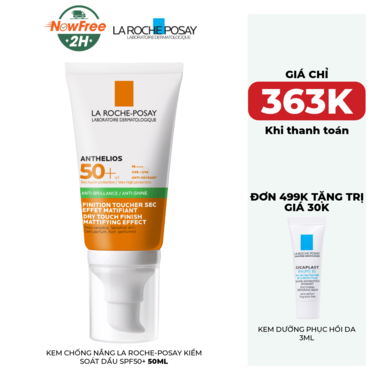 NowFree
2H
LA ROCHE-POSAY
LABORATOIRE DERMATOLOGIQUE
LA ROCHE-POSAY
LABORATOIRE DERMATOLOGIQUE
ANTHELIOS
50+
ANTI-BRILLANCE / ANTI-SHINE
FINITION TOUCHER SEC
EFFET MATIFIANT
DRY TOUCH FINISH
MATTIFYING EFFECT
GIÁ CHỈ
363K
Khi thanh toán
ĐƠN 499K TẶNG TRỊ
GIÁ 30K
LA ROCHE-POSAY
CICAPLAST
BAUME B5
KEM DƯỠNG PHỤC HỒI DA
3ML
KEM CHỐNG NẮNG LA ROCHE-POSAY KIỂM
SOÁT DẦU SPF50+ 50ML